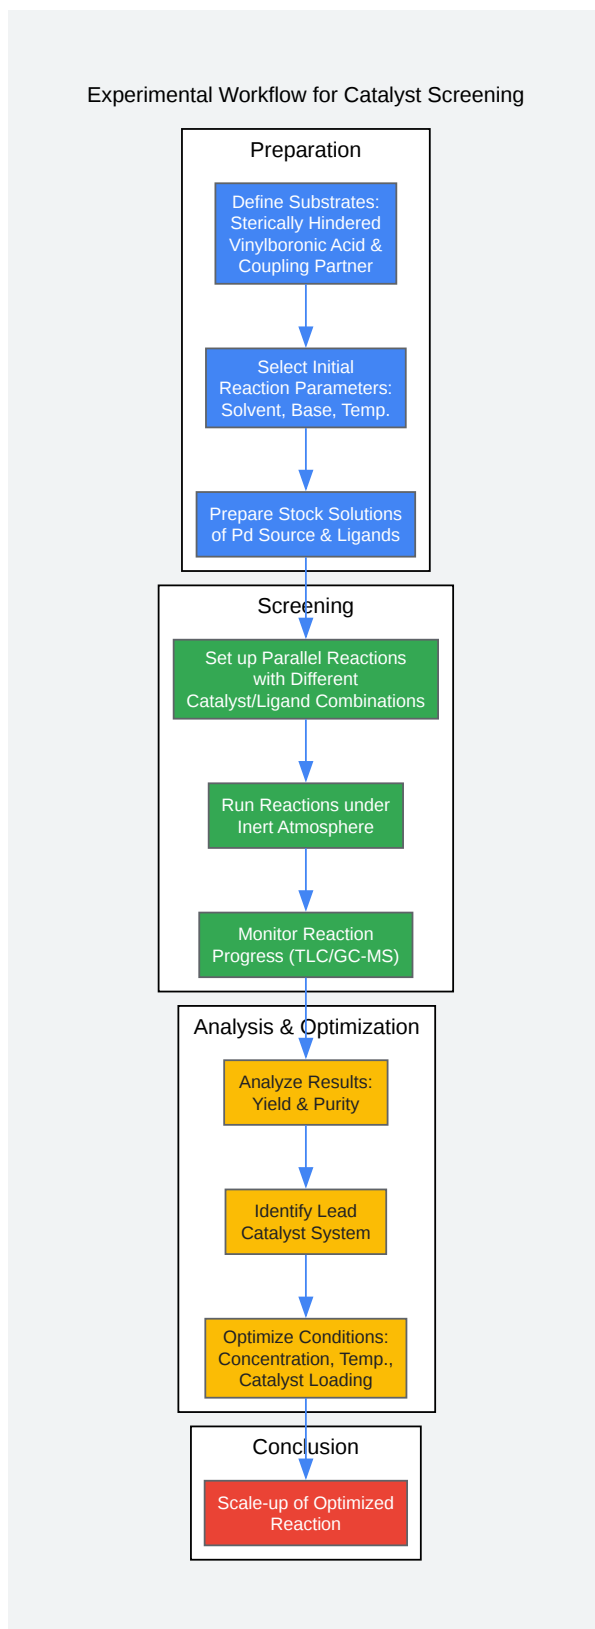 Experimental Workflow for Catalyst Screening
Preparation
Define Substrates:
Sterically Hindered
Vinylboronic Acid &
Coupling Partner
Select Initial
Reaction Parameters:
Solvent, Base, Temp.
Prepare Stock Solutions
of Pd Source & Ligands
Screening
Set up Parallel Reactions
with Different
Catalyst/Ligand Combinations
Run Reactions under
Inert Atmosphere
Monitor Reaction
Progress (TLC/GC-MS)
Analysis & Optimization
Analyze Results:
Yield & Purity
Identify Lead
Catalyst System
Optimize Conditions:
Concentration, Temp.,
Catalyst Loading
Conclusion
Scale-up of Optimized
Reaction